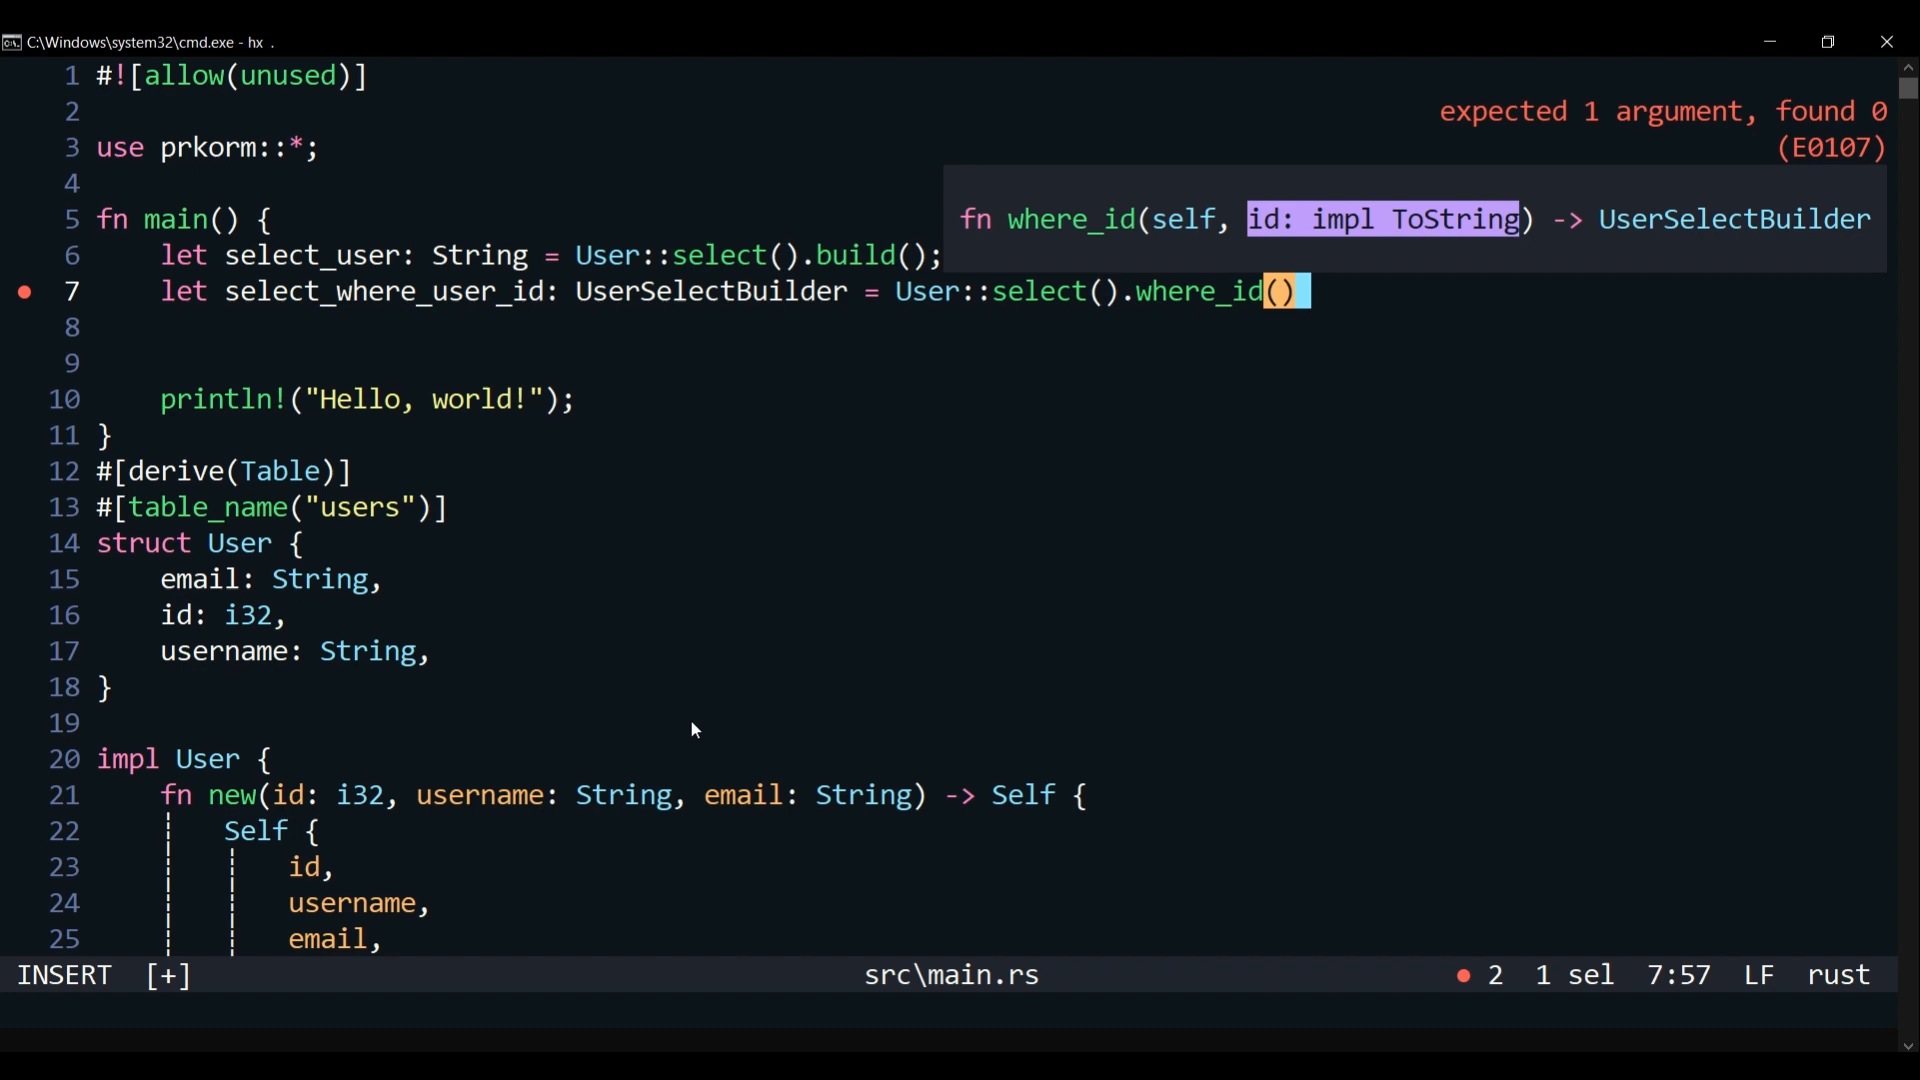 C:\Windows\system32\cmd.exe - hx .
1 #![allow(unused)]
2
expected 1 argument, found 0
3 use prkorm::*;
(E0107)
4
5 fn main() {
fn where_id(self, id: impl ToString) -> UserSelectBuilder
6 let select_user: String = User::select().build();
7 let select_where_user_id: UserSelectBuilder = User::select().where_id()
8
9
10 println!("Hello, world!");
11 }
12 #[derive(Table)]
13 #[table_name("users")]
14 struct User {
15 email: String,
16 id: i32,
17 username: String,
18 }
19
20 impl User {
21 fn new(id: i32, username: String, email: String) -> Self {
22 Self {
23 id,
24 username,
25 email,
INSERT [+] src\main.rs ● 2 1 sel 7:57 LF rust